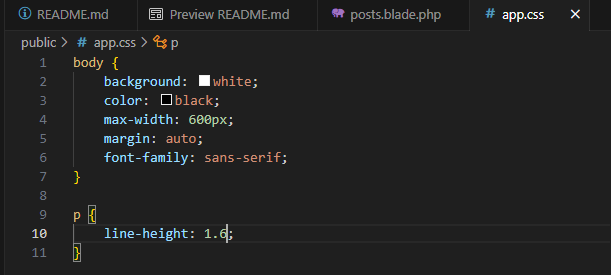 README.md Preview README.md posts.blade.php # app.css ×
public > # app.css > p
1 body {
2     background: white;
3     color: black;
4     max-width: 600px;
5     margin: auto;
6     font-family: sans-serif;
7 }
8
9 p {
10     line-height: 1.6;
11 }